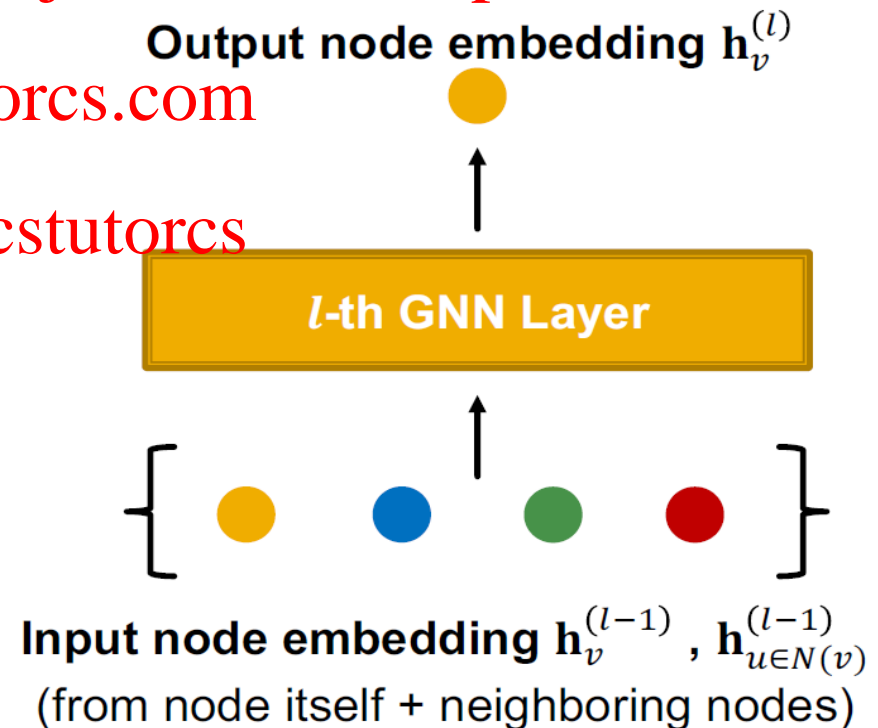 Output node embedding h_v^{(l)}
orcs.com
cstutorcs
l-th GNN Layer
Input node embedding h_v^{(l-1)} , h_{u∈N(v)}^{(l-1)}
(from node itself + neighboring nodes)